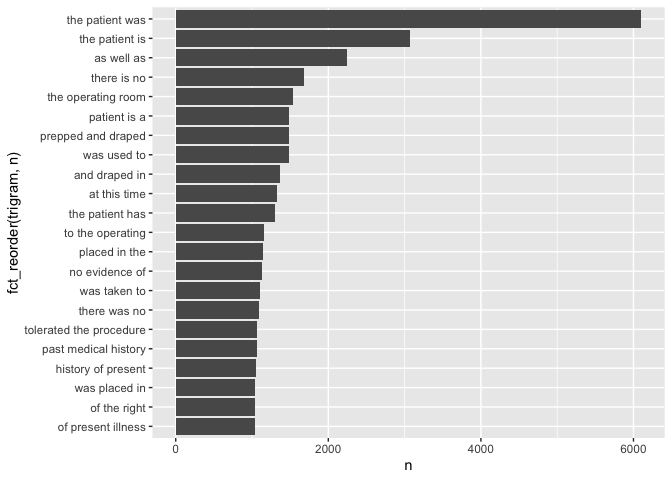 the patient was
the patient is
as well as
there is no
the operating room
patient is a
prepped and draped
was used to
and draped in
at this time
the patient has
to the operating
placed in the
no evidence of
was taken to
there was no
tolerated the procedure
past medical history
history of present
was placed in
of the right
of present illness
fct_reorder(trigram, n)
0 2000 4000 6000
n